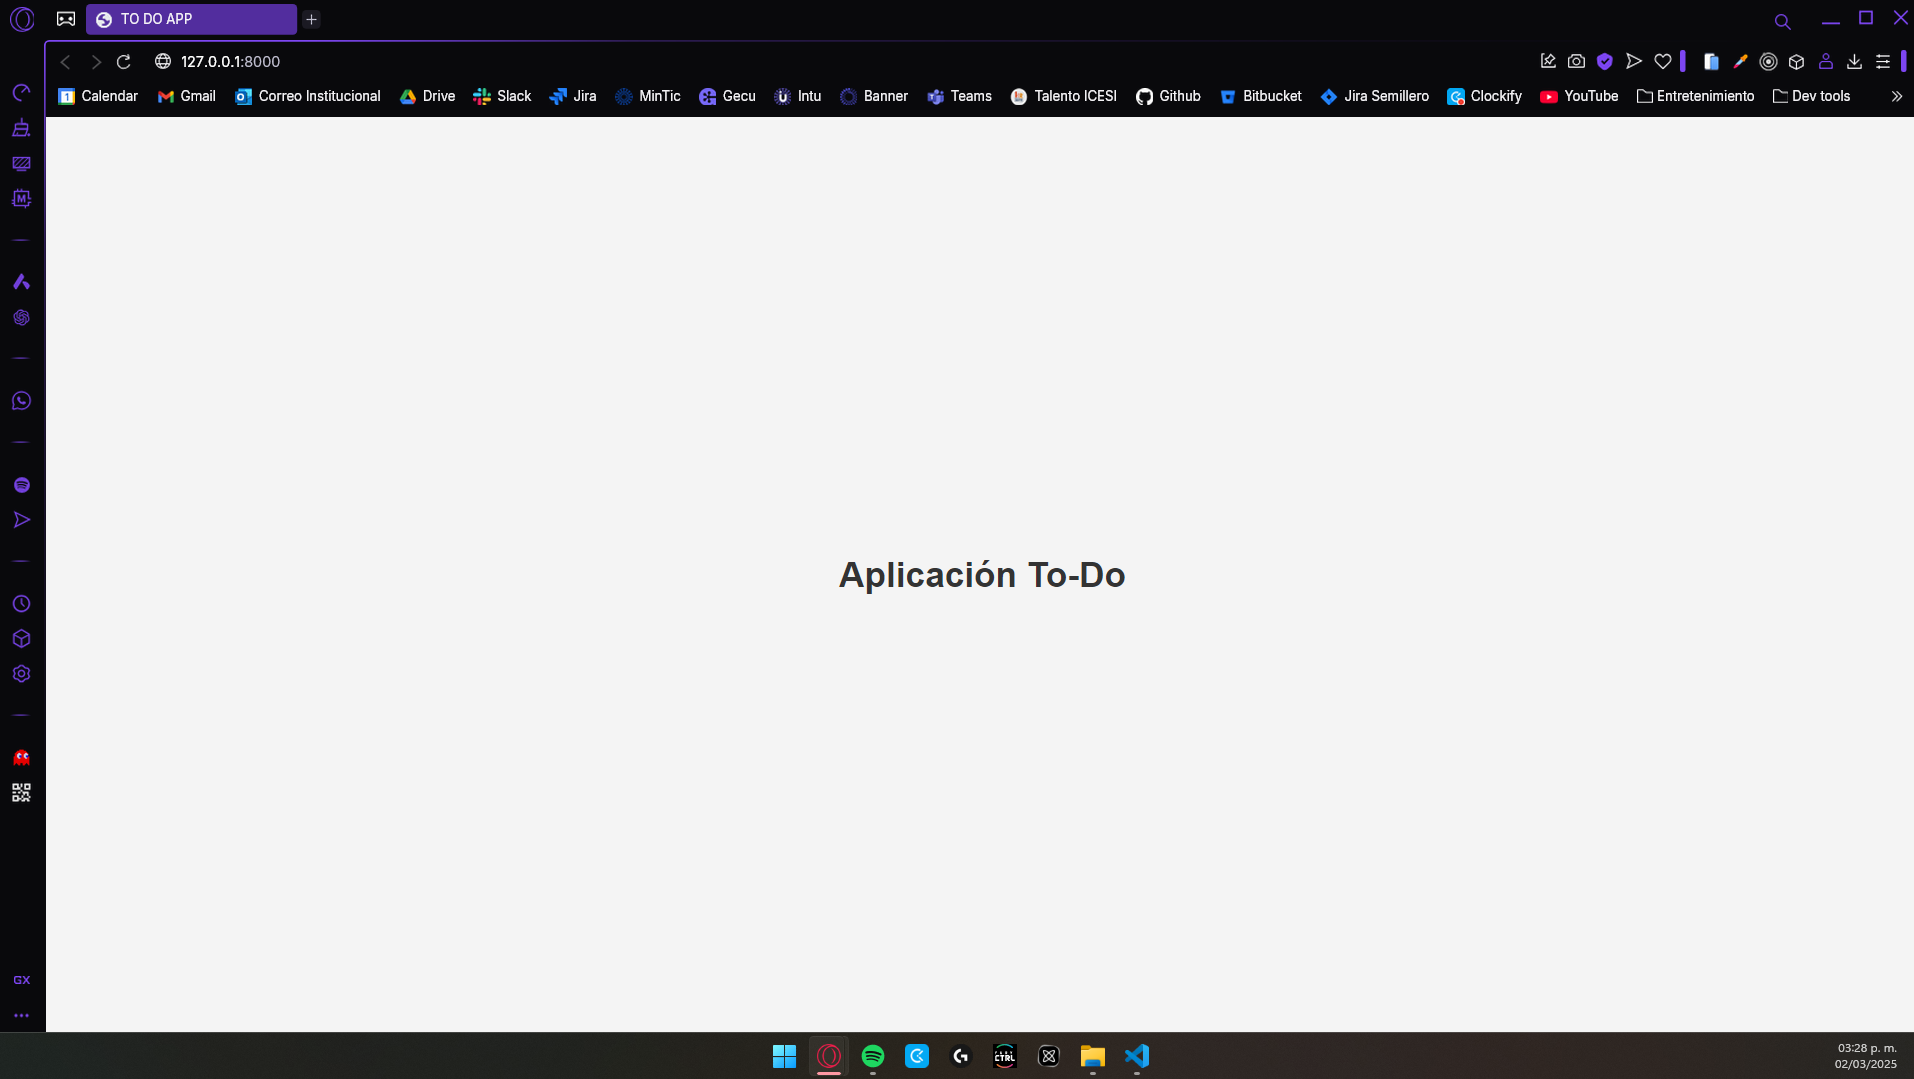 TO DO APP
127.0.0.1:8000
1 Calendar Gmail Correo Institucional Drive Slack Jira MinTic Gecu Intu Banner Teams Talento ICESI Github Bitbucket Jira Semillero Clockify YouTube Entretenimiento Dev tools
M
Aplicación To-Do
GX
CTRL
03:28 p. m.
02/03/2025